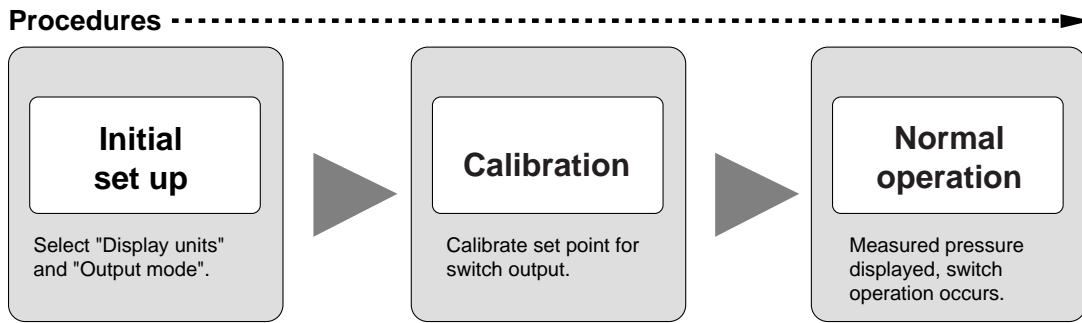 Procedures
Initial
set up
Select "Display units"
and "Output mode".
Calibration
Calibrate set point for
switch output.
Normal
operation
Measured pressure
displayed, switch
operation occurs.